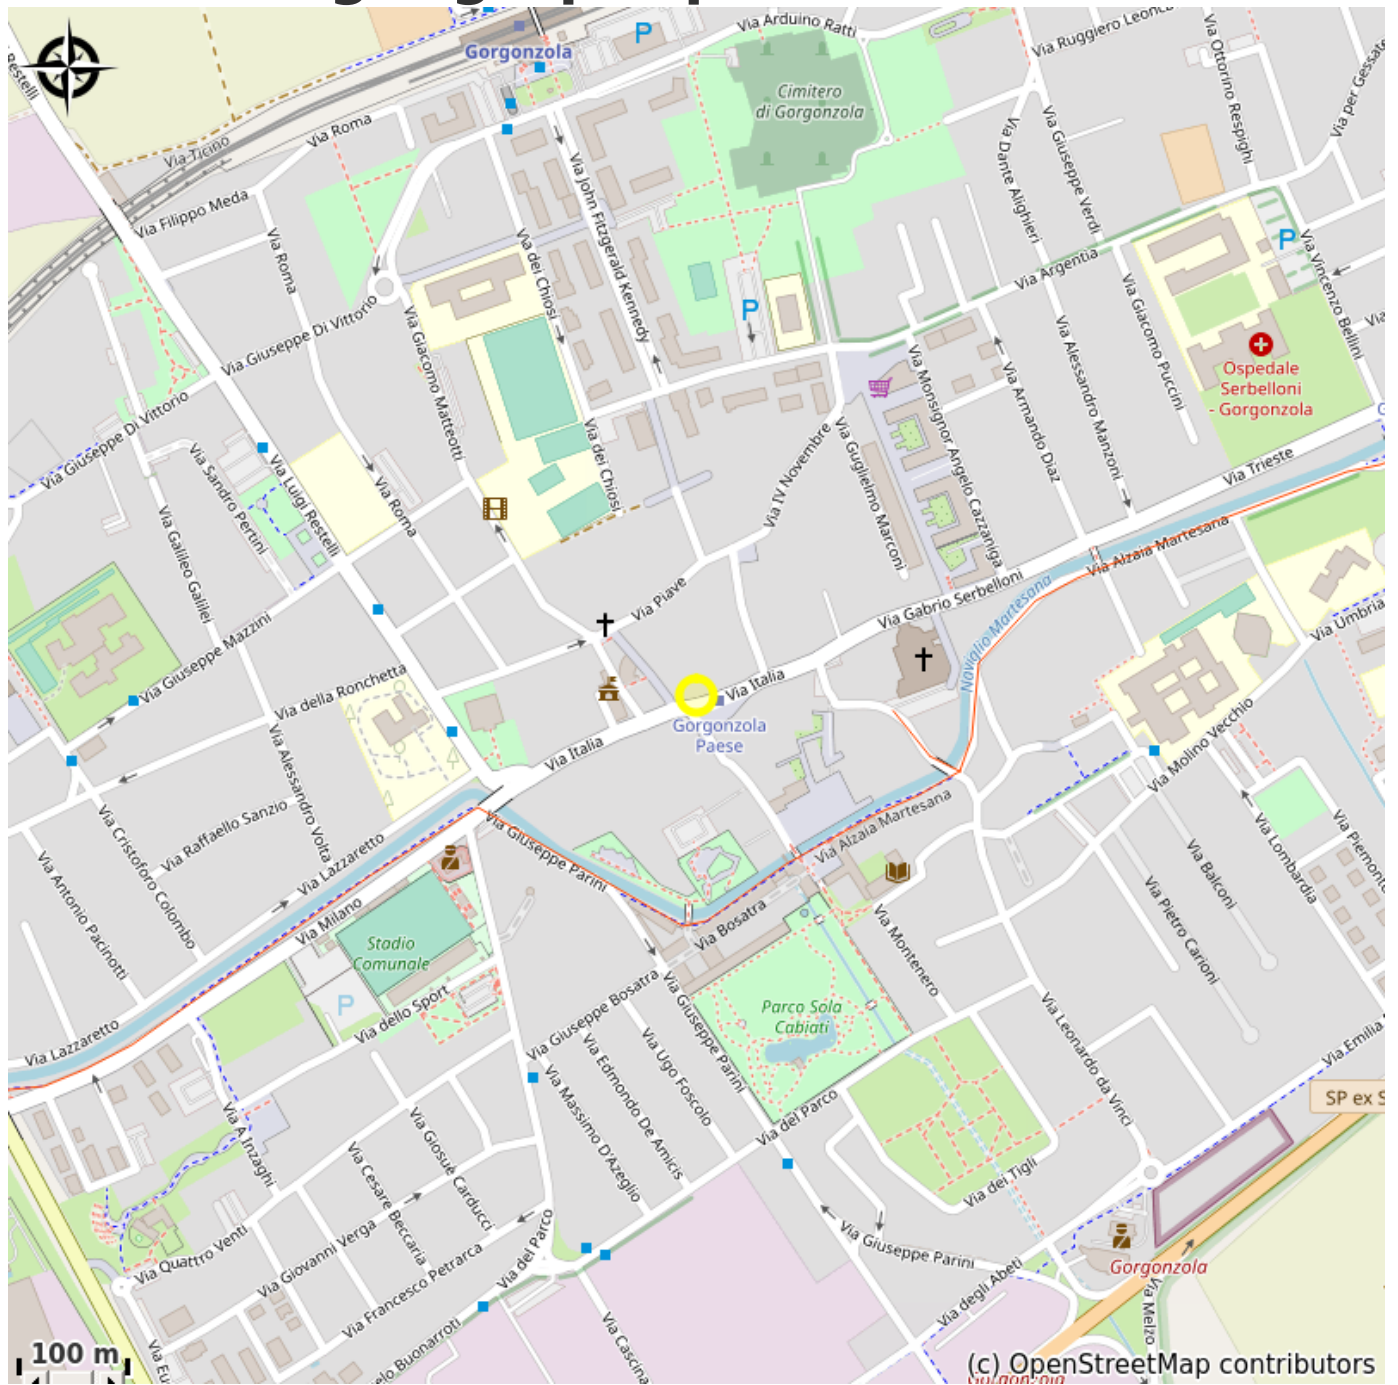 Via Arduino Ratti
Gorgonzola
P
Via Ruggiero Leonca
Via Ottorino Respighi
Via per Gessate
Restelli
Cimitero
di Gorgonzola
Via Roma
Via Ticino
Via Filippo Meda
Via John Fitzgerald Kennedy
Via Dante Alighieri
Via Giuseppe Verdi
Via Roma
Via dei Chiosi
P
Via Vincenzo Bellini
Via Argentia
P
Via Giuseppe Di Vittorio
Via Giacomo Matteotti
Via Giacomo Puccini
Via Alessandro Manzoni
Via
Ospedale
Serbelloni
- Gorgonzola
Via Monsignor Angelo Cazzaniga
Via Armando Diaz
Via Giuseppe Di Vittorio
Via dei Chiosi
Via IV Novembre
Via Guglielmo Marconi
Via Sandro Pertini
Via Luigi Restelli
Via Roma
Via Trieste
Via Galileo Galilei
Via Alzaia Martesana
Via Piave
Via Gabrio Serbelloni
Naviglio Martesana
Via Umbria
Via Giuseppe Mazzini
Via della Ronchetta
Via Italia
Gorgonzola
Paese
Via Italia
Via Molino Vecchio
Via Alessandro Volta
Via Raffaello Sanzio
Via Cristoforo Colombo
Via Lazzaretto
Via Giuseppe Parini
Via Alzaia Martesana
Via Antonio Pacinotti
Via Balconi
Via Lombardia
Via Piemonte
Via Milano
Via Bosatra
Via Montenero
Via Pietro Carioni
Stadio
Comunale
P
Via dello Sport
Via Giuseppe Bosatra
Via Giuseppe Parini
Parco Sola
Cabiati
Via Leonardo da Vinci
Via Lazzaretto
Via Emilia
Via Ugo Foscolo
Via Edmondo De Amicis
Via Massimo D'Azeglio
Via del Parco
SP ex S
Via A Inzaghi
Via Giosuè Carducci
Via Cesare Beccaria
Via dei Tigli
Via Quattro Venti
Via Giovanni Verga
Via Francesco Petrarca
Via del Parco
Via Giuseppe Parini
Via degli Abeti
Gorgonzola
Via Melzo
elo Buonarroti
Via Cascina
Via Eu
100 m
(c) OpenStreetMap contributors
Gorgonzola